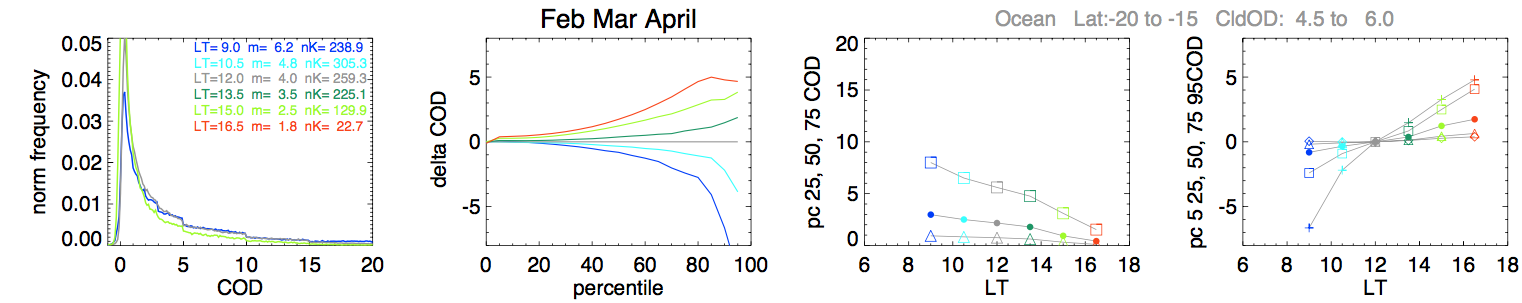 Feb Mar April
Ocean Lat:-20 to -15 CldOD: 4.5 to 6.0
norm frequency
0.05
0.04
0.03
0.02
0.01
0.00
LT= 9.0 m= 6.2 nK= 238.9
LT=10.5 m= 4.8 nK= 305.3
LT=12.0 m= 4.0 nK= 259.3
LT=13.5 m= 3.5 nK= 225.1
LT=15.0 m= 2.5 nK= 129.9
LT=16.5 m= 1.8 nK= 22.7
0 5 10 15 20
COD
delta COD
5
0
-5
0 20 40 60 80 100
percentile
pc 25, 50, 75 COD
20
15
10
5
0
6 8 10 12 14 16 18
LT
pc 5 25, 50, 75 95COD
5
0
-5
6 8 10 12 14 16 18
LT